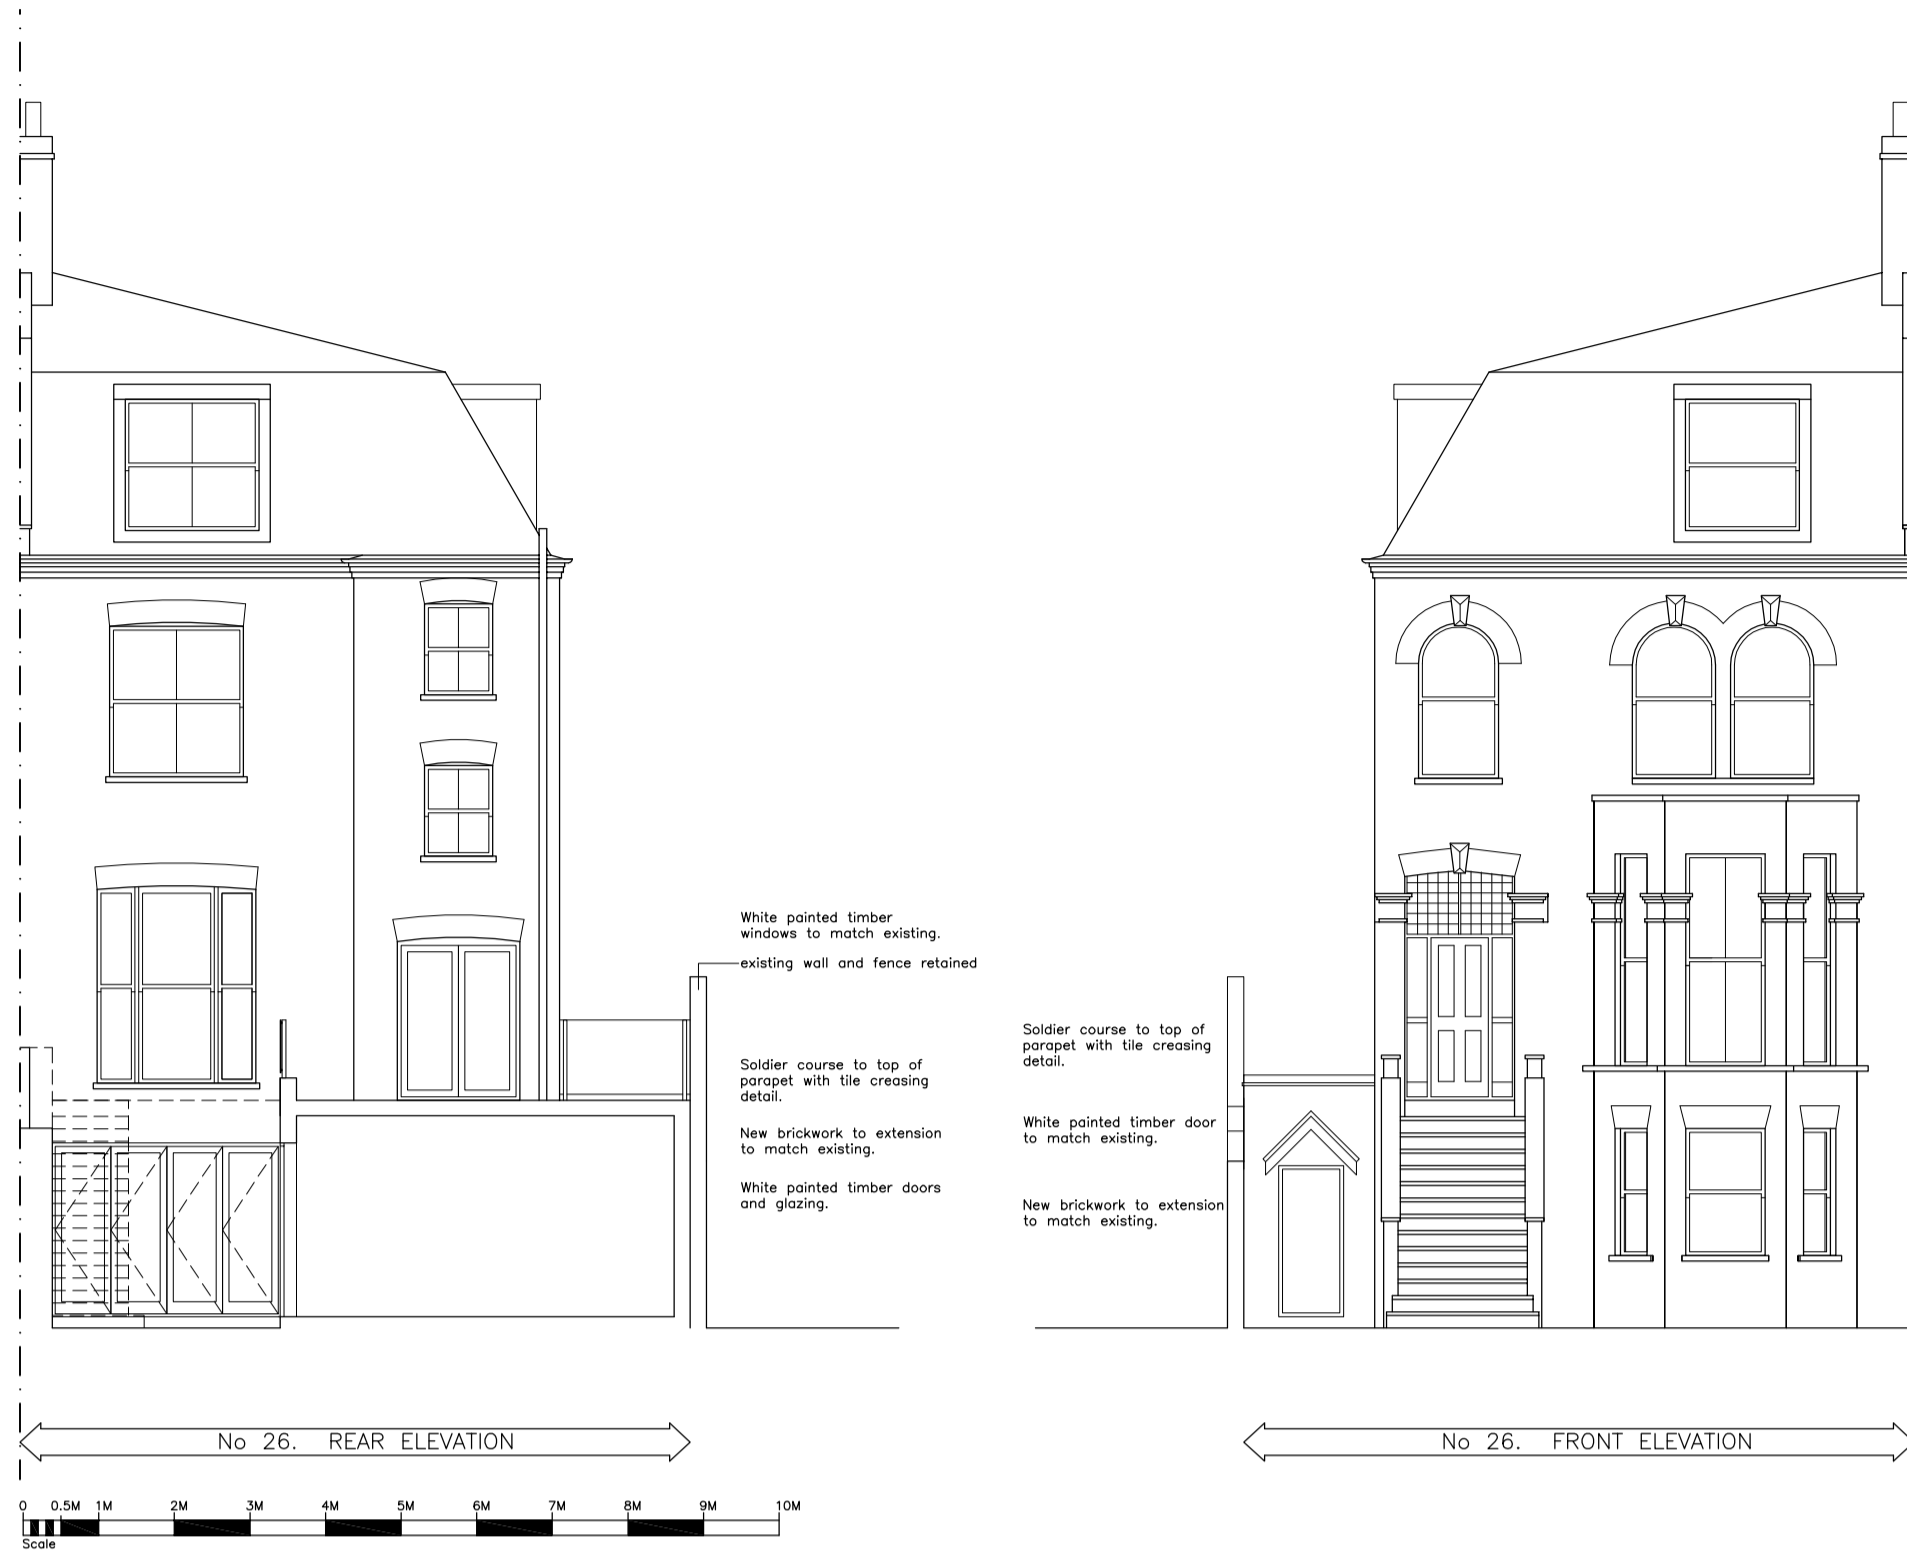 White painted timber
windows to match existing.
existing wall and fence retained
Soldier course to top of
parapet with tile creasing
detail.
New brickwork to extension
to match existing.
White painted timber doors
and glazing.
Soldier course to top of
parapet with tile creasing
detail.
White painted timber door
to match existing.
New brickwork to extension
to match existing.
No 26. REAR ELEVATION
No 26. FRONT ELEVATION
0 0.5M 1M 2M 3M 4M 5M 6M 7M 8M 9M 10M
Scale